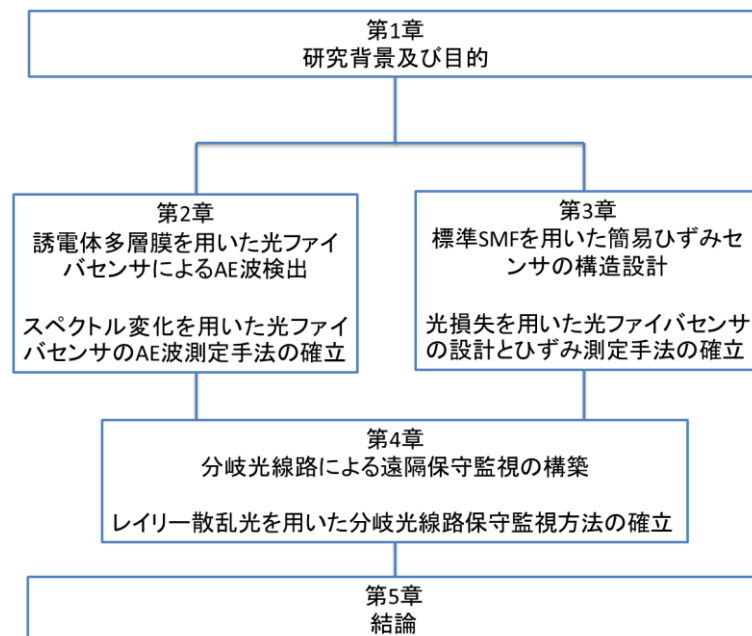 第1章
研究背景及び目的
第2章
誘電体多層膜を用いた光ファイ
バセンサによるAE波検出
スペクトル変化を用いた光ファイ
バセンサのAE波測定手法の確立
第3章
標準SMFを用いた簡易ひずみセ
ンサの構造設計
光損失を用いた光ファイバセンサ
の設計とひずみ測定手法の確立
第4章
分岐光線路による遠隔保守監視の構築
レイリー散乱光を用いた分岐光線路保守監視方法の確立
第5章
結論